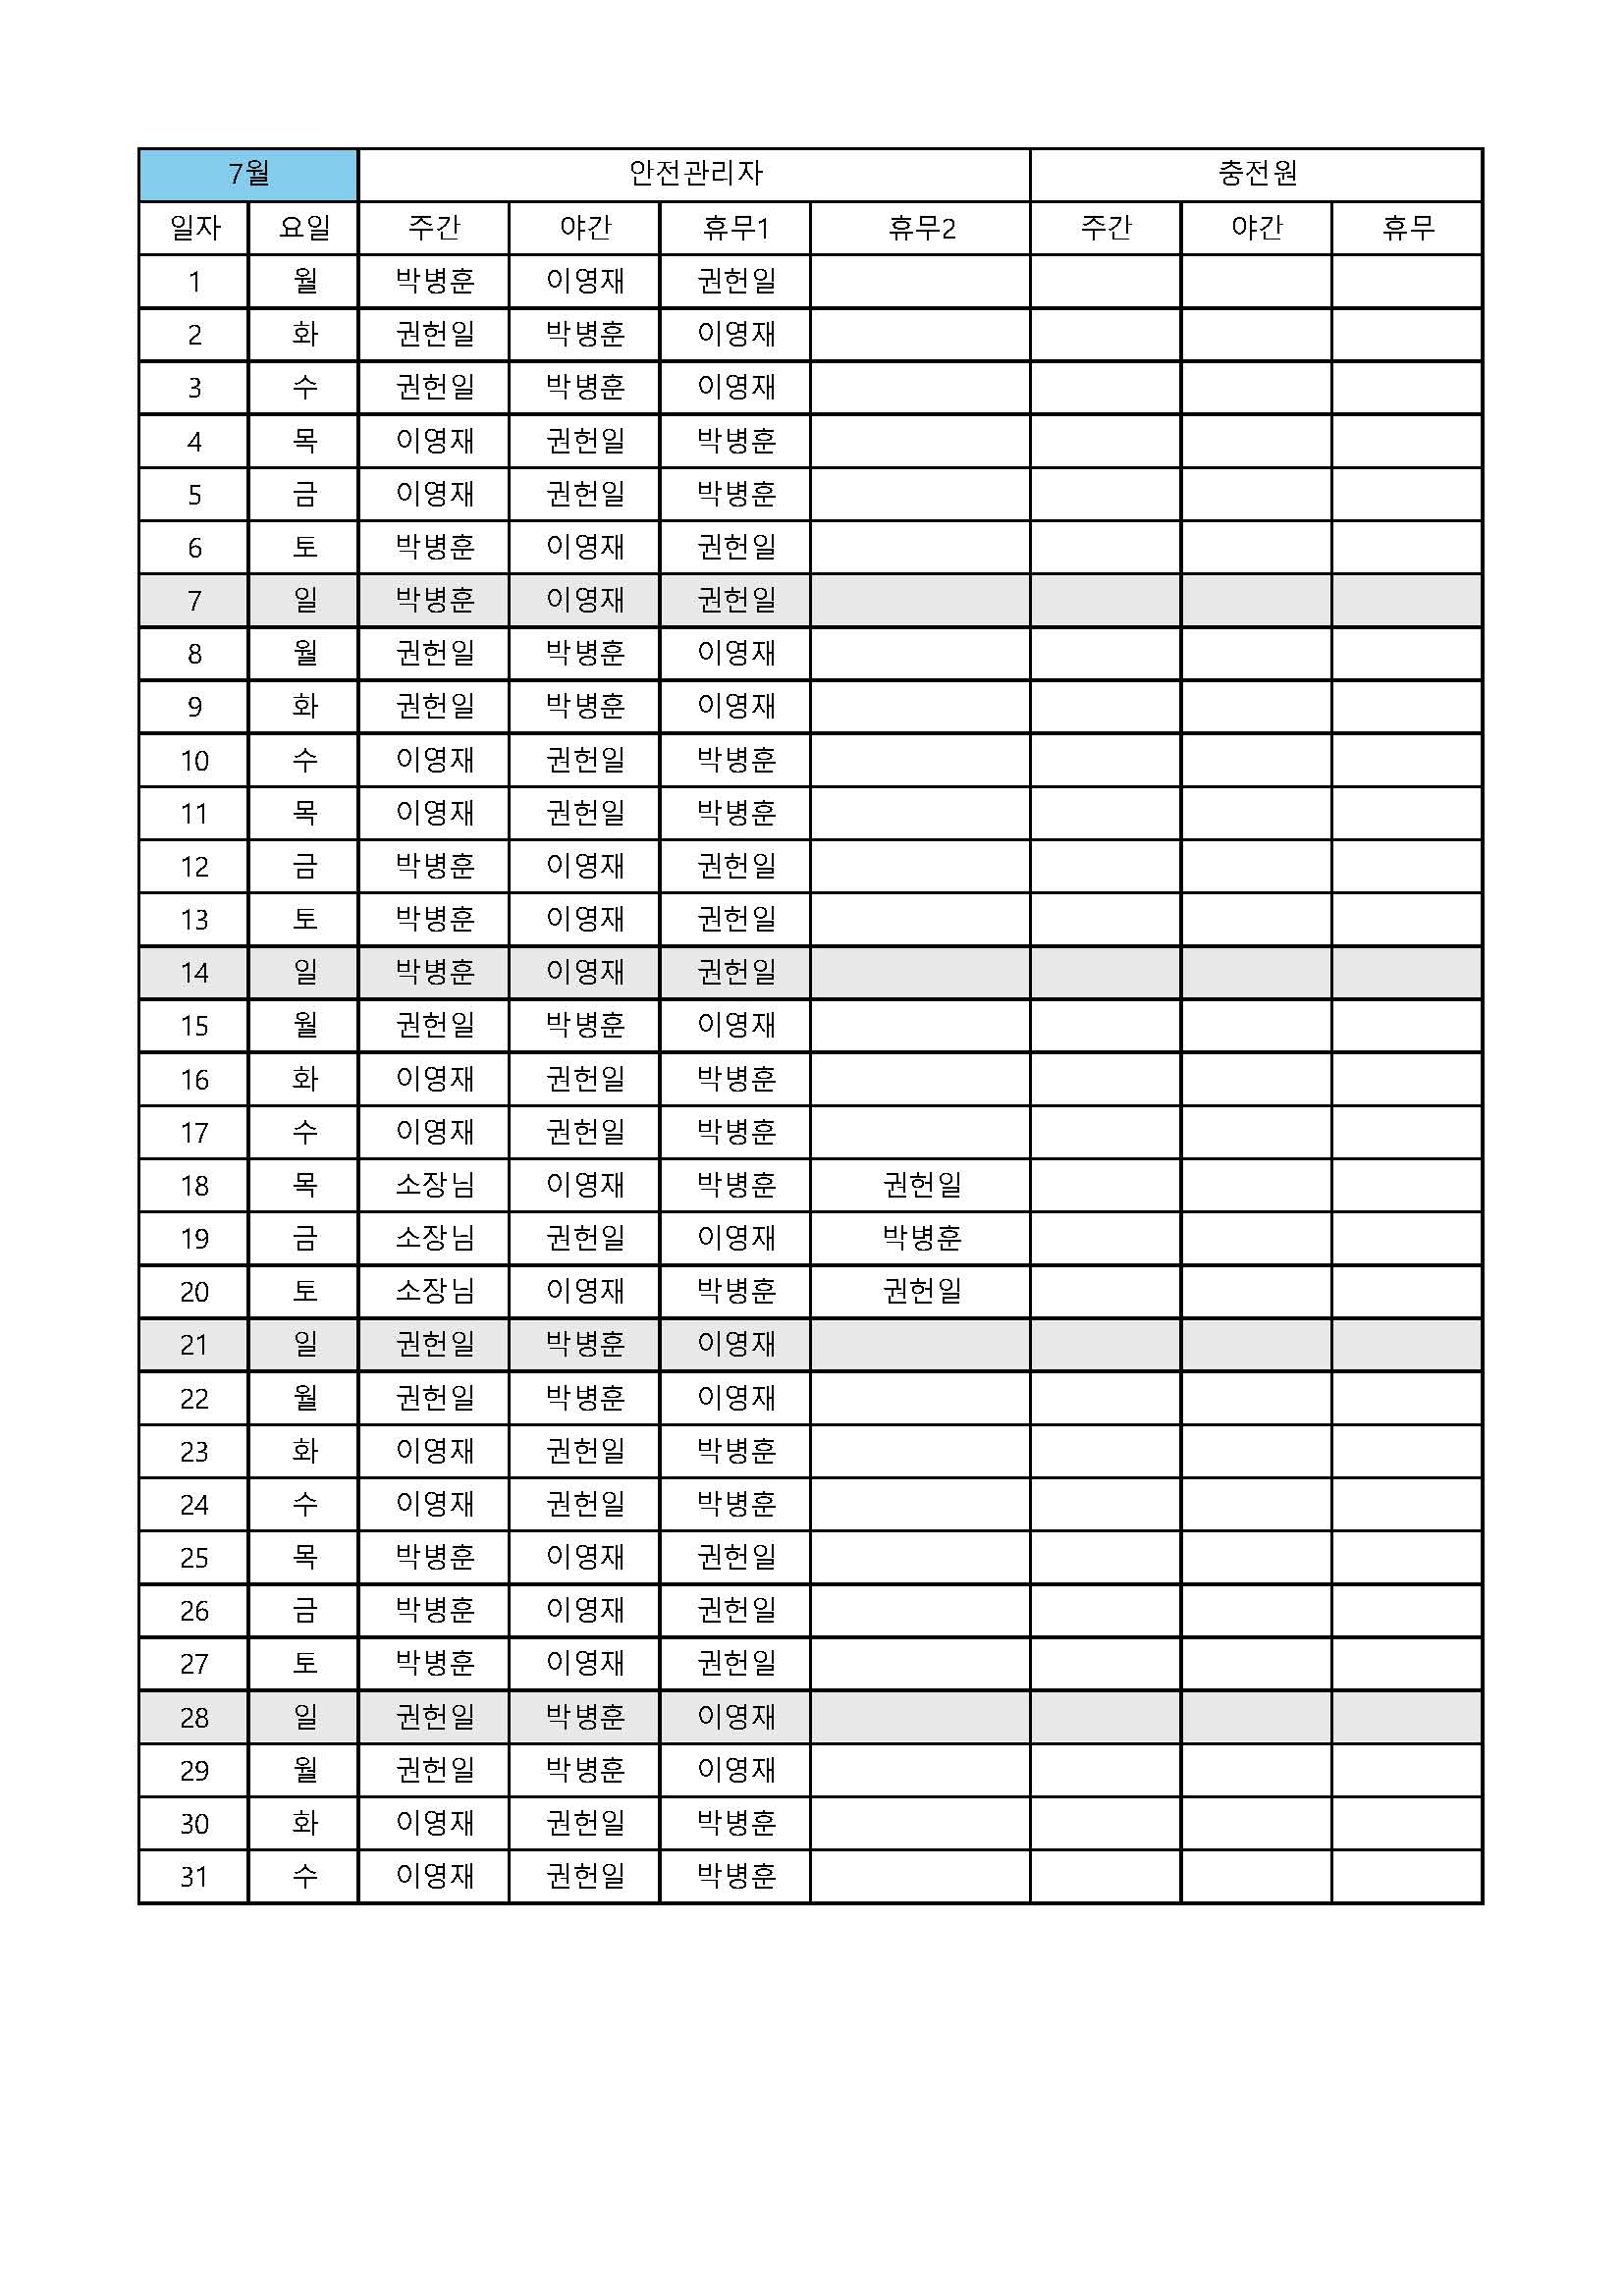 7월 안전관리자 충전원
일자 요일 주간 야간 휴무1 휴무2 주간 야간 휴무
1 월 박병훈 이영재 권헌일
2 화 권헌일 박병훈 이영재
3 수 권헌일 박병훈 이영재
4 목 이영재 권헌일 박병훈
5 금 이영재 권헌일 박병훈
6 토 박병훈 이영재 권헌일
7 일 박병훈 이영재 권헌일
8 월 권헌일 박병훈 이영재
9 화 권헌일 박병훈 이영재
10 수 이영재 권헌일 박병훈
11 목 이영재 권헌일 박병훈
12 금 박병훈 이영재 권헌일
13 토 박병훈 이영재 권헌일
14 일 박병훈 이영재 권헌일
15 월 권헌일 박병훈 이영재
16 화 이영재 권헌일 박병훈
17 수 이영재 권헌일 박병훈
18 목 소장님 이영재 박병훈 권헌일
19 금 소장님 권헌일 이영재 박병훈
20 토 소장님 이영재 박병훈 권헌일
21 일 권헌일 박병훈 이영재
22 월 권헌일 박병훈 이영재
23 화 이영재 권헌일 박병훈
24 수 이영재 권헌일 박병훈
25 목 박병훈 이영재 권헌일
26 금 박병훈 이영재 권헌일
27 토 박병훈 이영재 권헌일
28 일 권헌일 박병훈 이영재
29 월 권헌일 박병훈 이영재
30 화 이영재 권헌일 박병훈
31 수 이영재 권헌일 박병훈